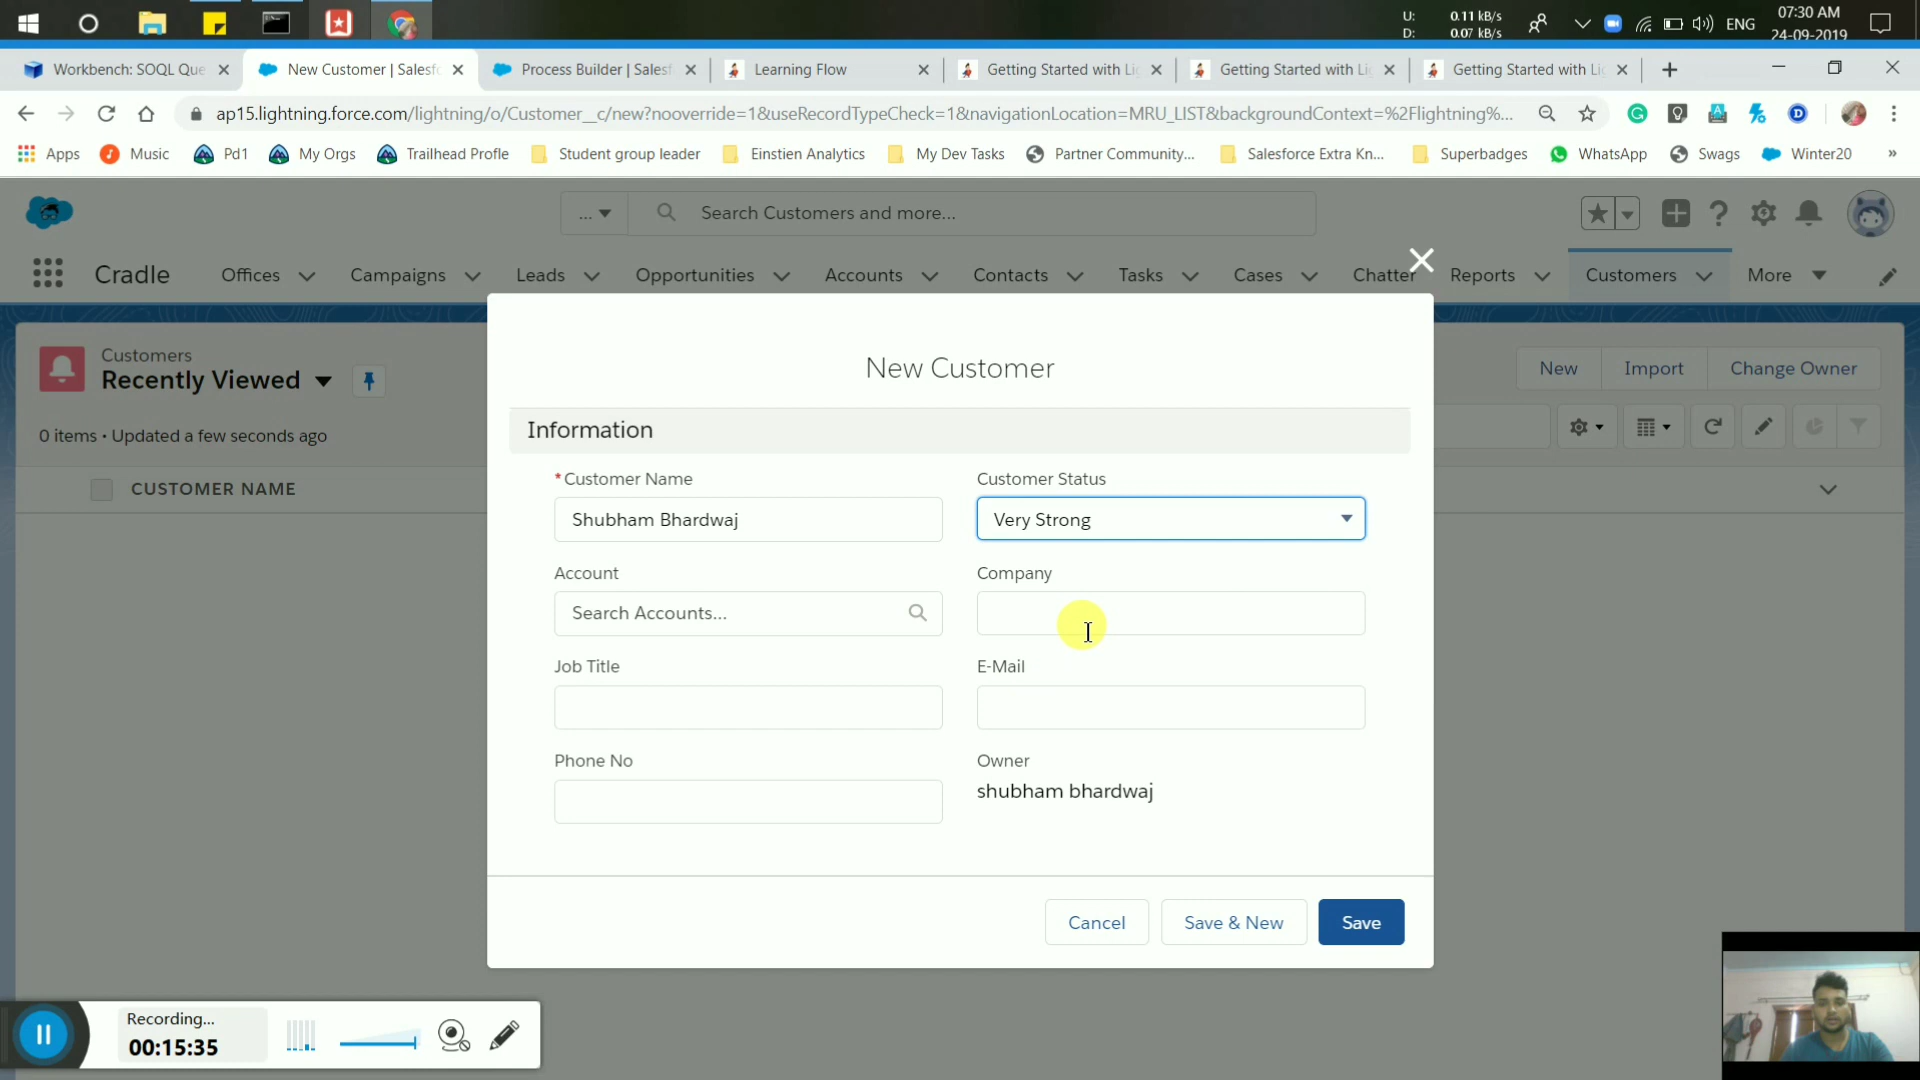 U: 0.11 kB/s
D: 0.07 kB/s
ENG
07:30 AM
24-09-2019
Workbench: SOQL Que
New Customer | Salesfo
Process Builder | Salesf
Learning Flow
Getting Started with Lig
Getting Started with Lig
Getting Started with Lig
ap15.lightning.force.com/lightning/o/Customer__c/new?nooverride=1&useRecordTypeCheck=1&navigationLocation=MRU_LIST&backgroundContext=%2Flightning%...
Apps Music Pd1 My Orgs Trailhead Profle Student group leader Einstien Analytics My Dev Tasks Partner Community... Salesforce Extra Kn... Superbadges WhatsApp Swags Winter20 »
... Search Customers and more...
Cradle Offices Campaigns Leads Opportunities Accounts Contacts Tasks Cases Chatter Reports Customers More
Customers
Recently Viewed
New Import Change Owner
0 items • Updated a few seconds ago
CUSTOMER NAME
New Customer
Information
*Customer Name
Shubham Bhardwaj
Customer Status
Very Strong
Account
Search Accounts...
Company
Job Title
E-Mail
Phone No
Owner
shubham bhardwaj
Cancel Save & New Save
Recording...
00:15:35